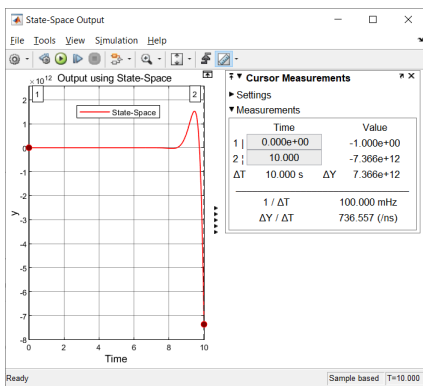 State-Space Output
File Tools View Simulation Help
×10^12 Output using State-Space
1 2
State-Space
2
1
0
-1
-2
-3
-4
-5
-6
-7
-8
y
0 2 4 6 8 10
Time
Cursor Measurements
Settings
Measurements
Time Value
1 0.000e+00 -1.000e+00
2 10.000 -7.366e+12
ΔT 10.000 s ΔY 7.366e+12
1 / ΔT 100.000 mHz
ΔY / ΔT 736.557 (/ns)
Ready Sample based T=10.000